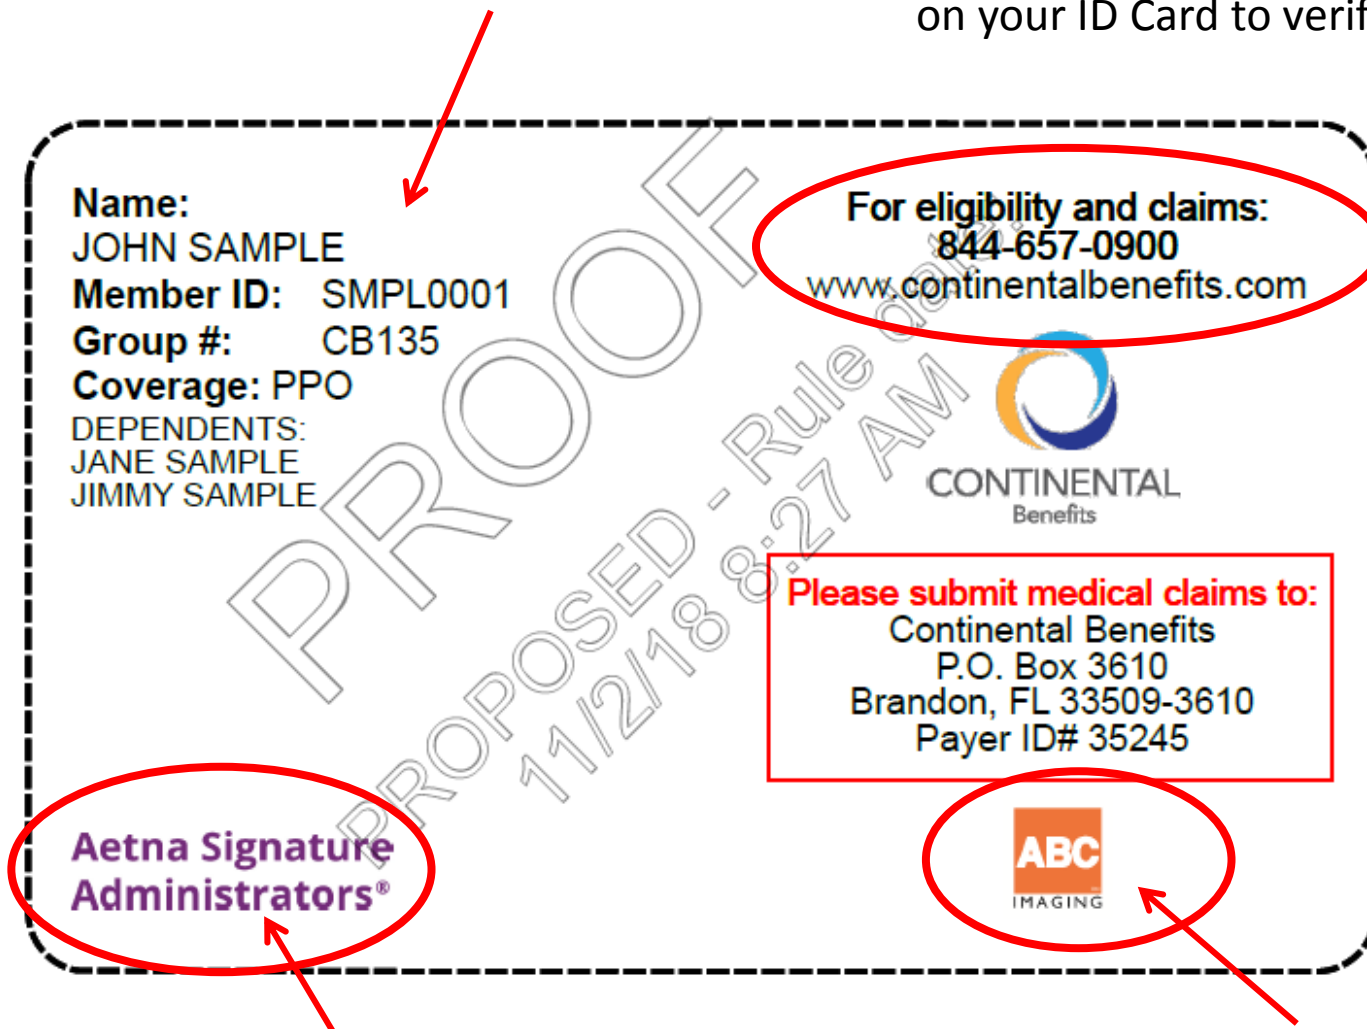 on your ID Card to verif
Name:
JOHN SAMPLE
Member ID: SMPL0001
Group #: CB135
Coverage: PPO
DEPENDENTS:
JANE SAMPLE
JIMMY SAMPLE
For eligibility and claims:
844-657-0900
www.continentalbenefits.com
CONTINENTAL
Benefits
PROOF
PROPOSED - Rule date:
11/2/18 8:27 AM
Please submit medical claims to:
Continental Benefits
P.O. Box 3610
Brandon, FL 33509-3610
Payer ID# 35245
Aetna Signature
Administrators®
ABC
IMAGING